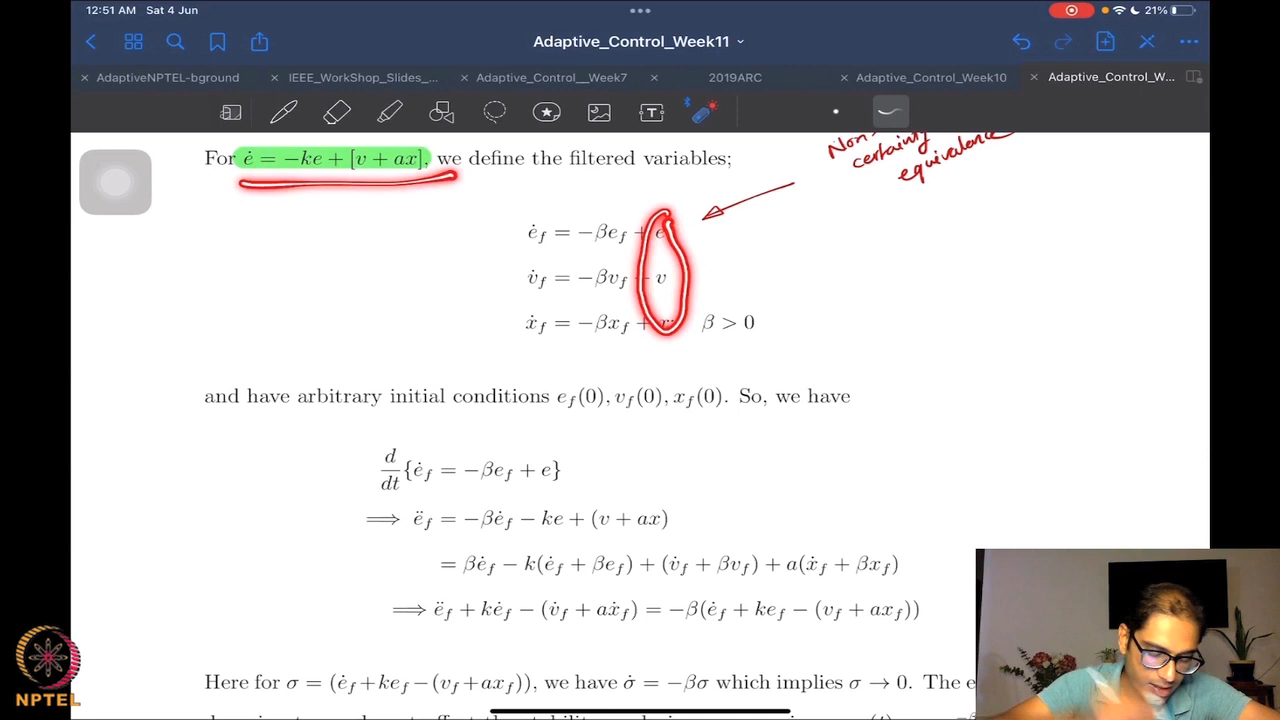 12:51 AM Sat 4 Jun
21%
Adaptive_Control_Week11
AdaptiveNPTEL-bground
IEEE_WorkShop_Slides_...
Adaptive_Control__Week7
2019ARC
Adaptive_Control_Week10
Adaptive_Control_W...
Non-
certainty
equivalence
For ė = −ke + [v + ax], we define the filtered variables;
ė_f = −βe_f + e
v̇_f = −βv_f − v
ẋ_f = −βx_f + β > 0
and have arbitrary initial conditions e_f(0), v_f(0), x_f(0). So, we have
d/dt {ė_f = −βe_f + e}
⟹ ë_f = −βė_f − ke + (v + ax)
= βė_f − k(ė_f + βe_f) + (v̇_f + βv_f) + a(ẋ_f + βx_f)
⟹ ë_f + kė_f − (v̇_f + aẋ_f) = −β(ė_f + ke_f − (v_f + ax_f))
Here for σ = (ė_f + ke_f − (v_f + ax_f)), we have σ̇ = −βσ which implies σ → 0. The e
NPTEL